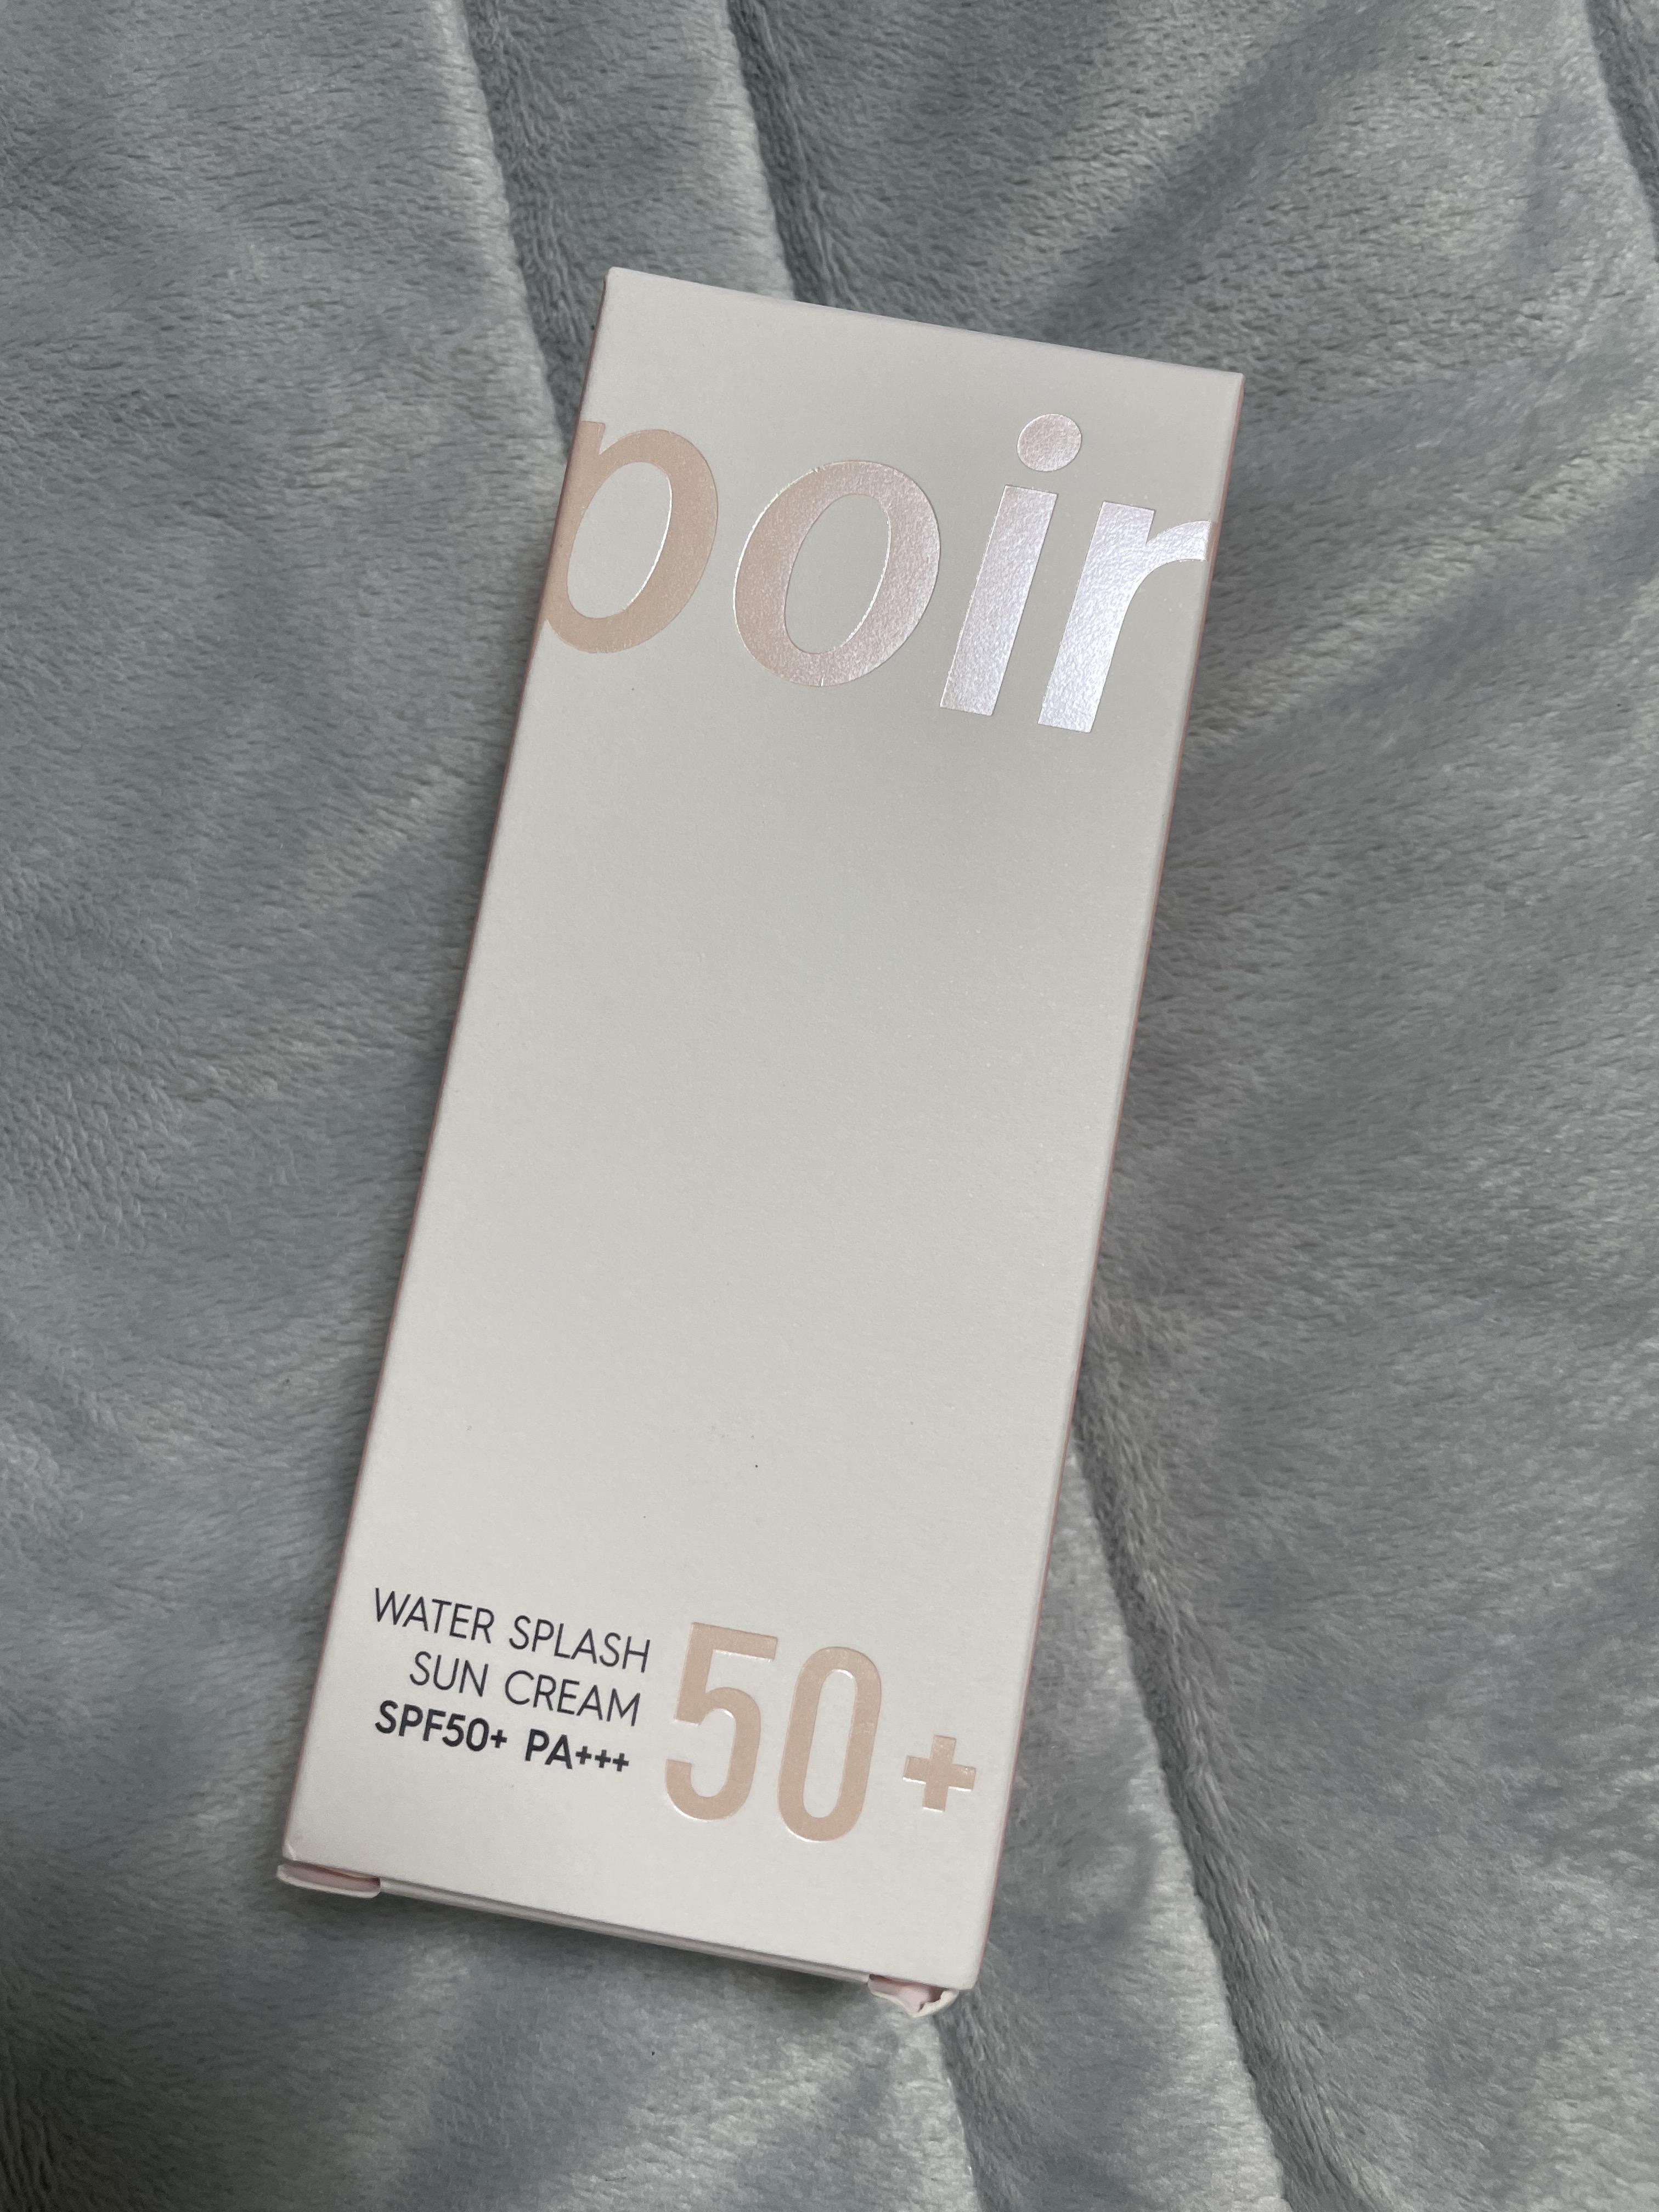 poir
WATER SPLASH
SUN CREAM
SPF50+ PA+++
50+